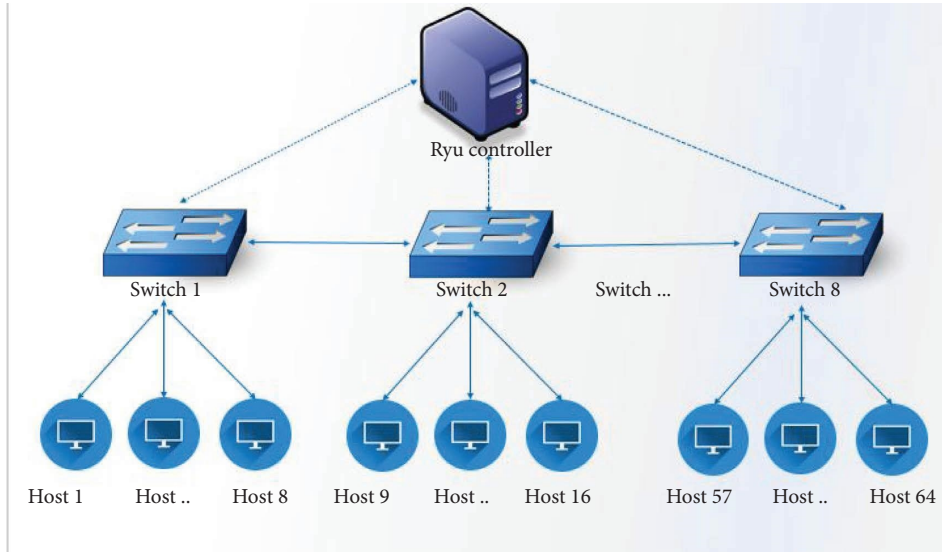 Ryu controller
Switch 1
Switch 2
Switch ...
Switch 8
Host 1
Host ..
Host 8
Host 9
Host ..
Host 16
Host 57
Host ..
Host 64